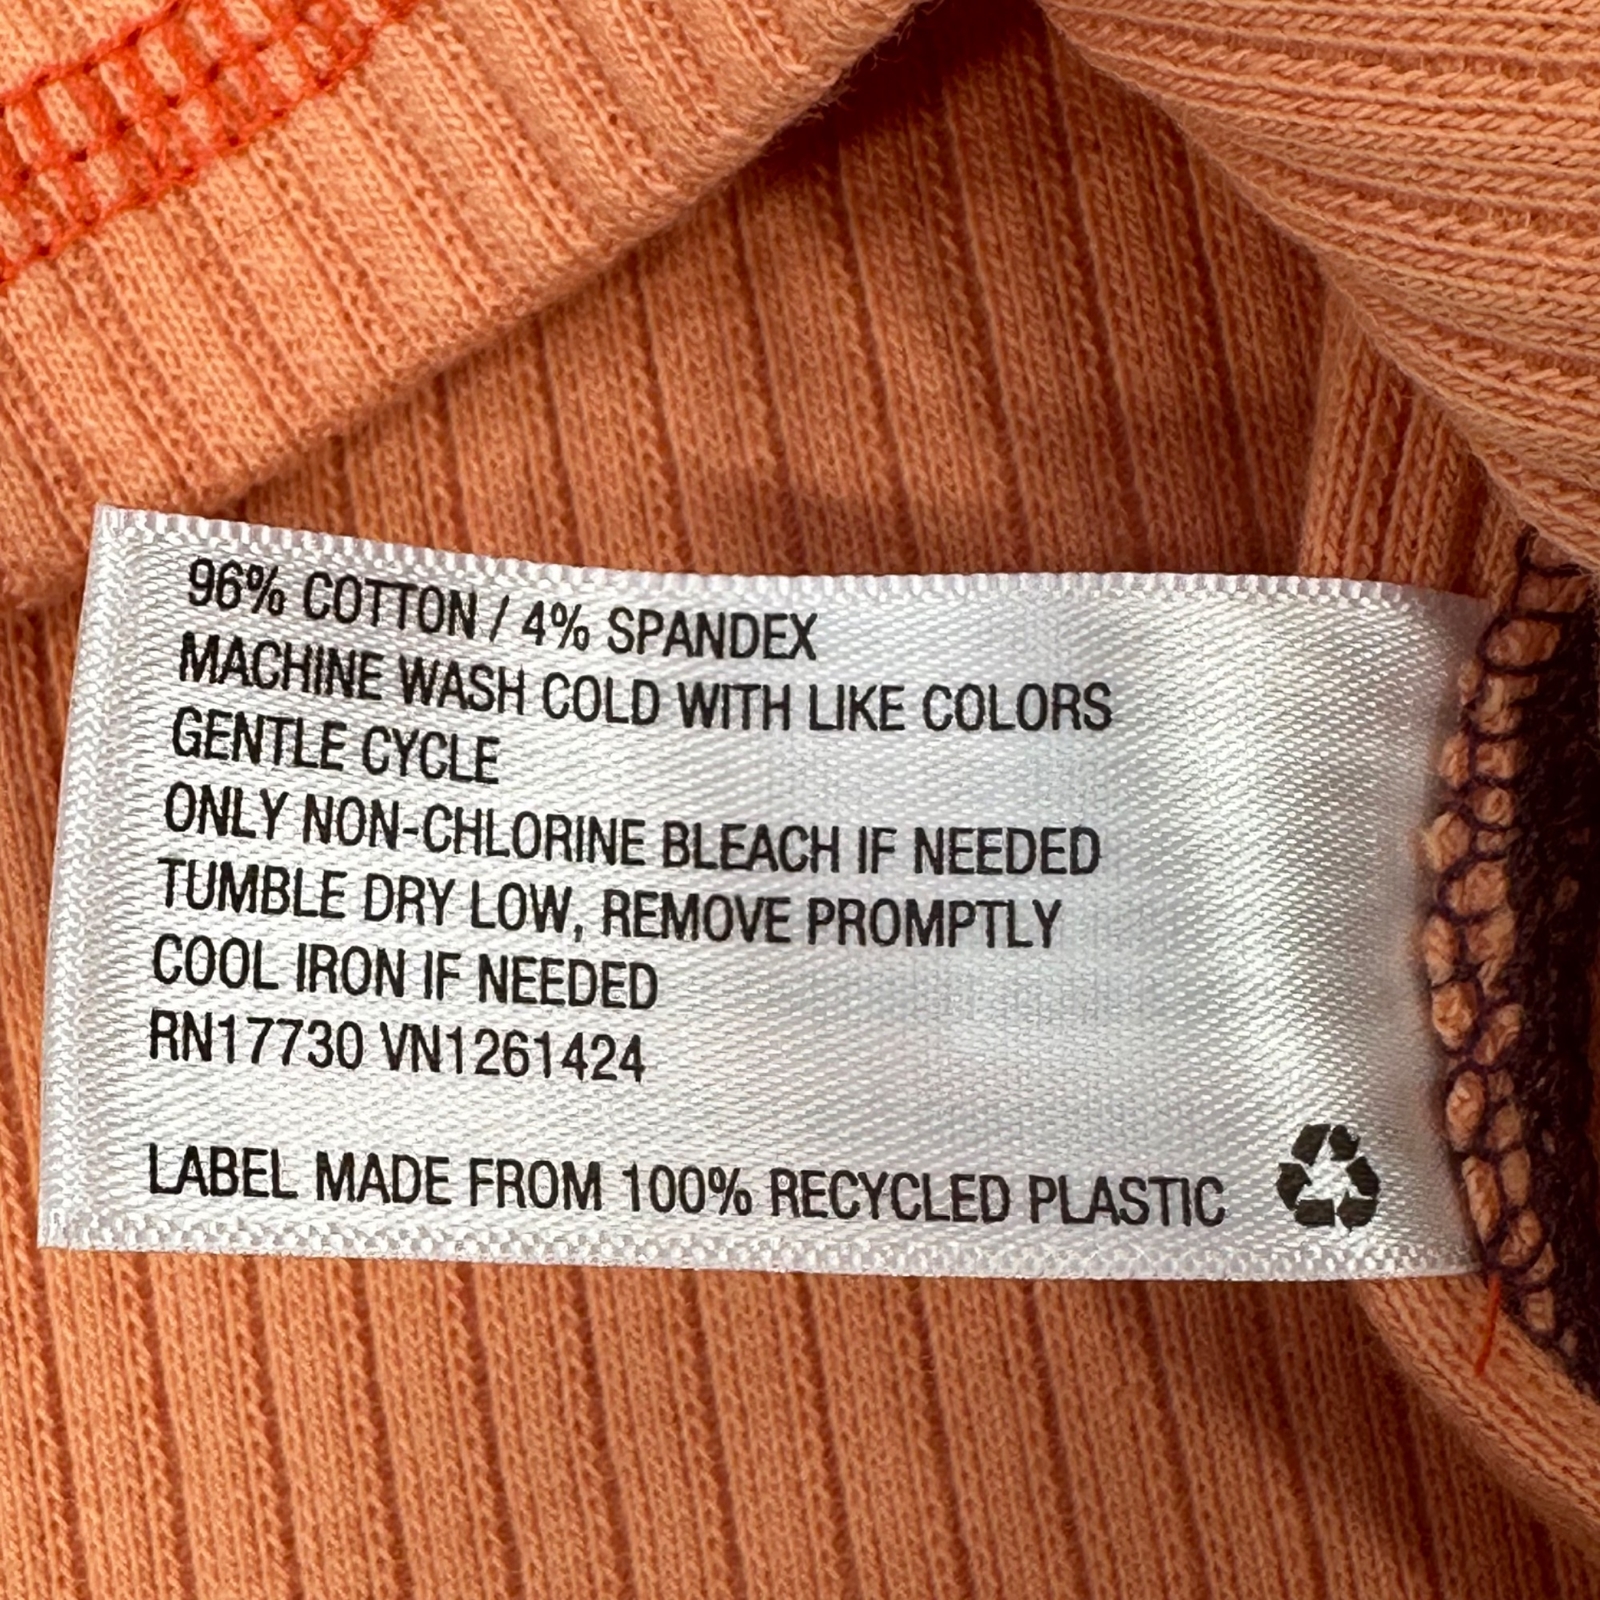 96% COTTON / 4% SPANDEX
MACHINE WASH COLD WITH LIKE COLORS
GENTLE CYCLE
ONLY NON-CHLORINE BLEACH IF NEEDED
TUMBLE DRY LOW, REMOVE PROMPTLY
COOL IRON IF NEEDED
RN17730 VN1261424
LABEL MADE FROM 100% RECYCLED PLASTIC